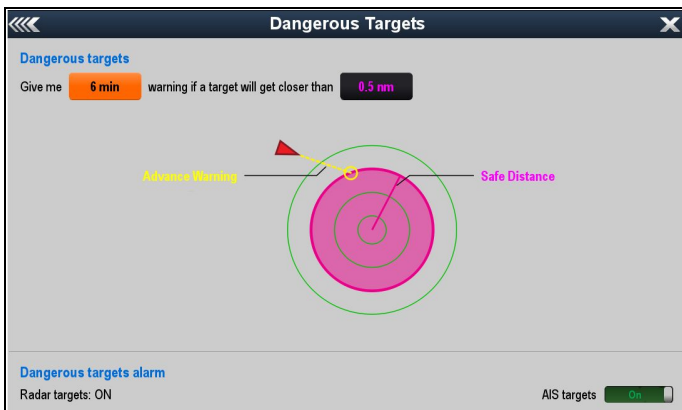 Dangerous Targets
Dangerous targets
Give me 6 min warning if a target will get closer than 0.5 nm
Advance Warning
Safe Distance
Dangerous targets alarm
Radar targets: ON
AIS targets On